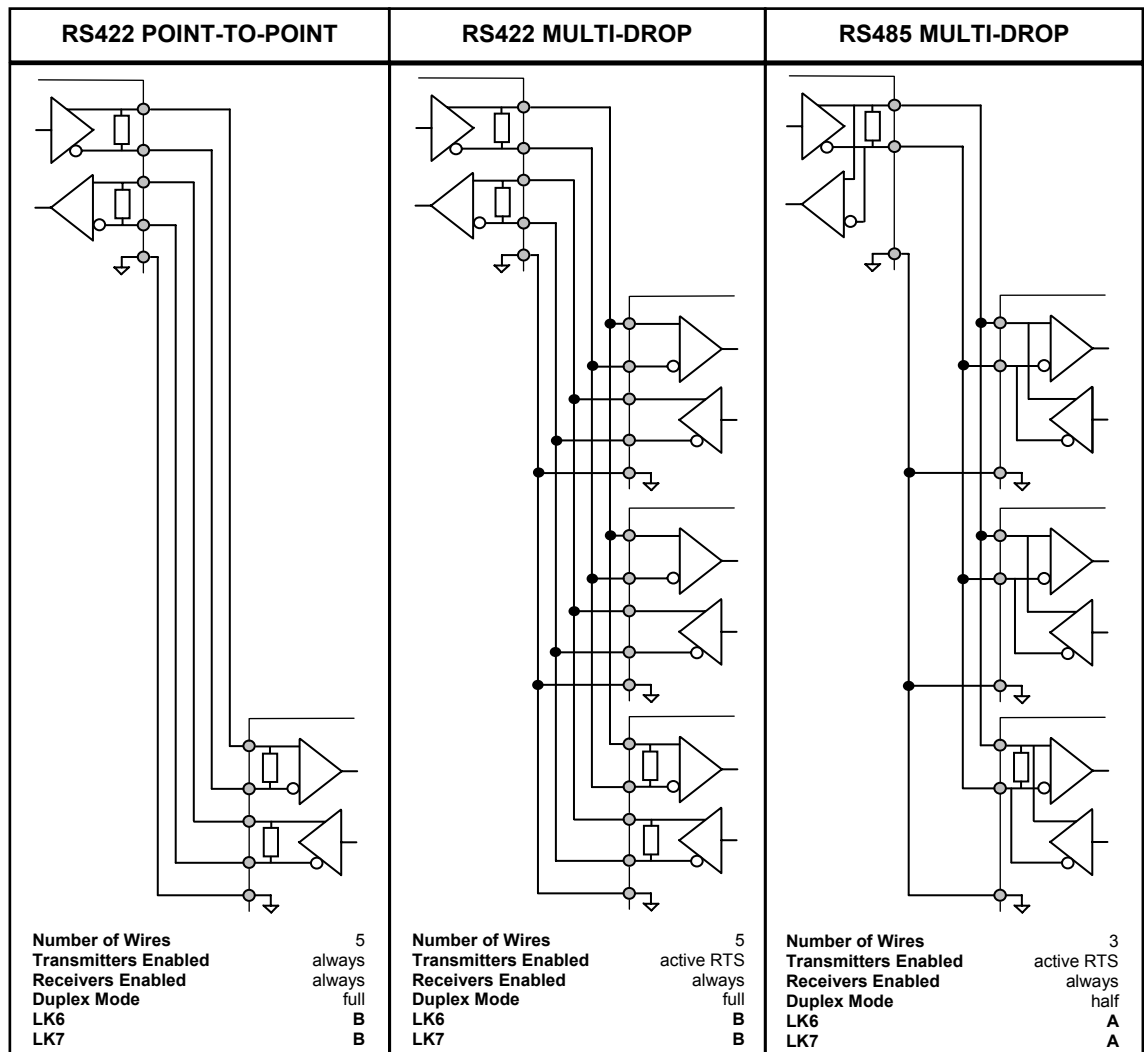 RS422 POINT-TO-POINT
RS422 MULTI-DROP
RS485 MULTI-DROP
Number of Wires 5
Transmitters Enabled always
Receivers Enabled always
Duplex Mode full
LK6 B
LK7 B
Number of Wires 5
Transmitters Enabled active RTS
Receivers Enabled always
Duplex Mode full
LK6 B
LK7 B
Number of Wires 3
Transmitters Enabled active RTS
Receivers Enabled always
Duplex Mode half
LK6 A
LK7 A